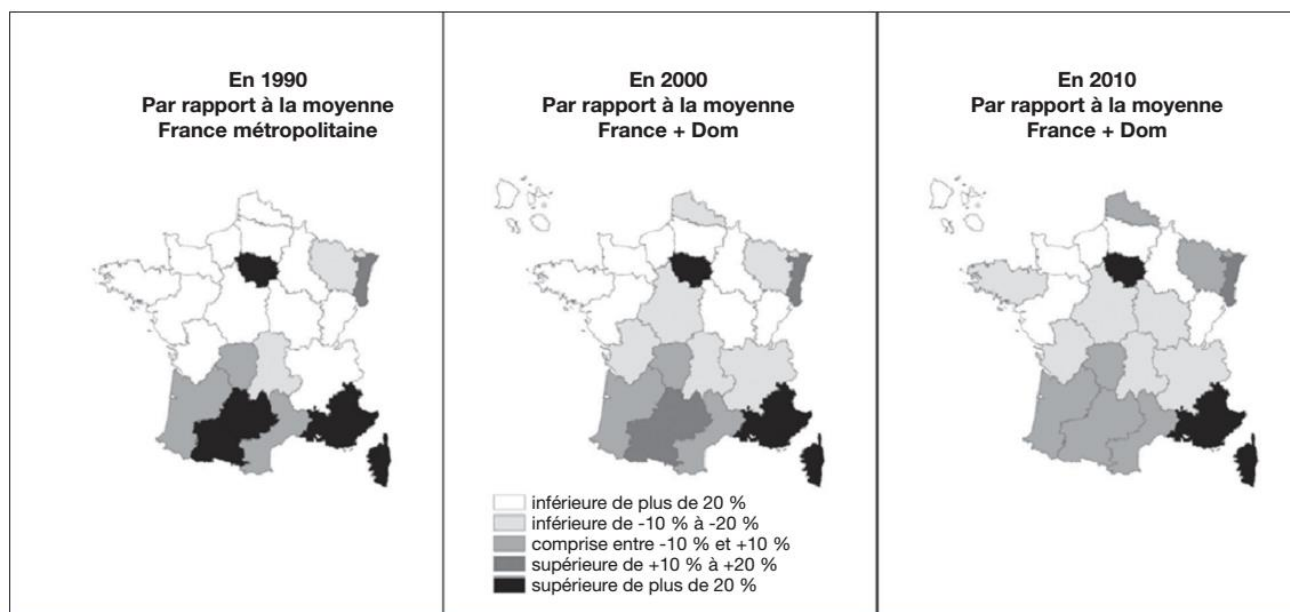 En 1990
Par rapport à la moyenne
France métropolitaine
En 2000
Par rapport à la moyenne
France + Dom
inférieure de plus de 20 %
inférieure de -10 % à -20 %
comprise entre -10 % et +10 %
supérieure de +10 % à +20 %
supérieure de plus de 20 %
En 2010
Par rapport à la moyenne
France + Dom